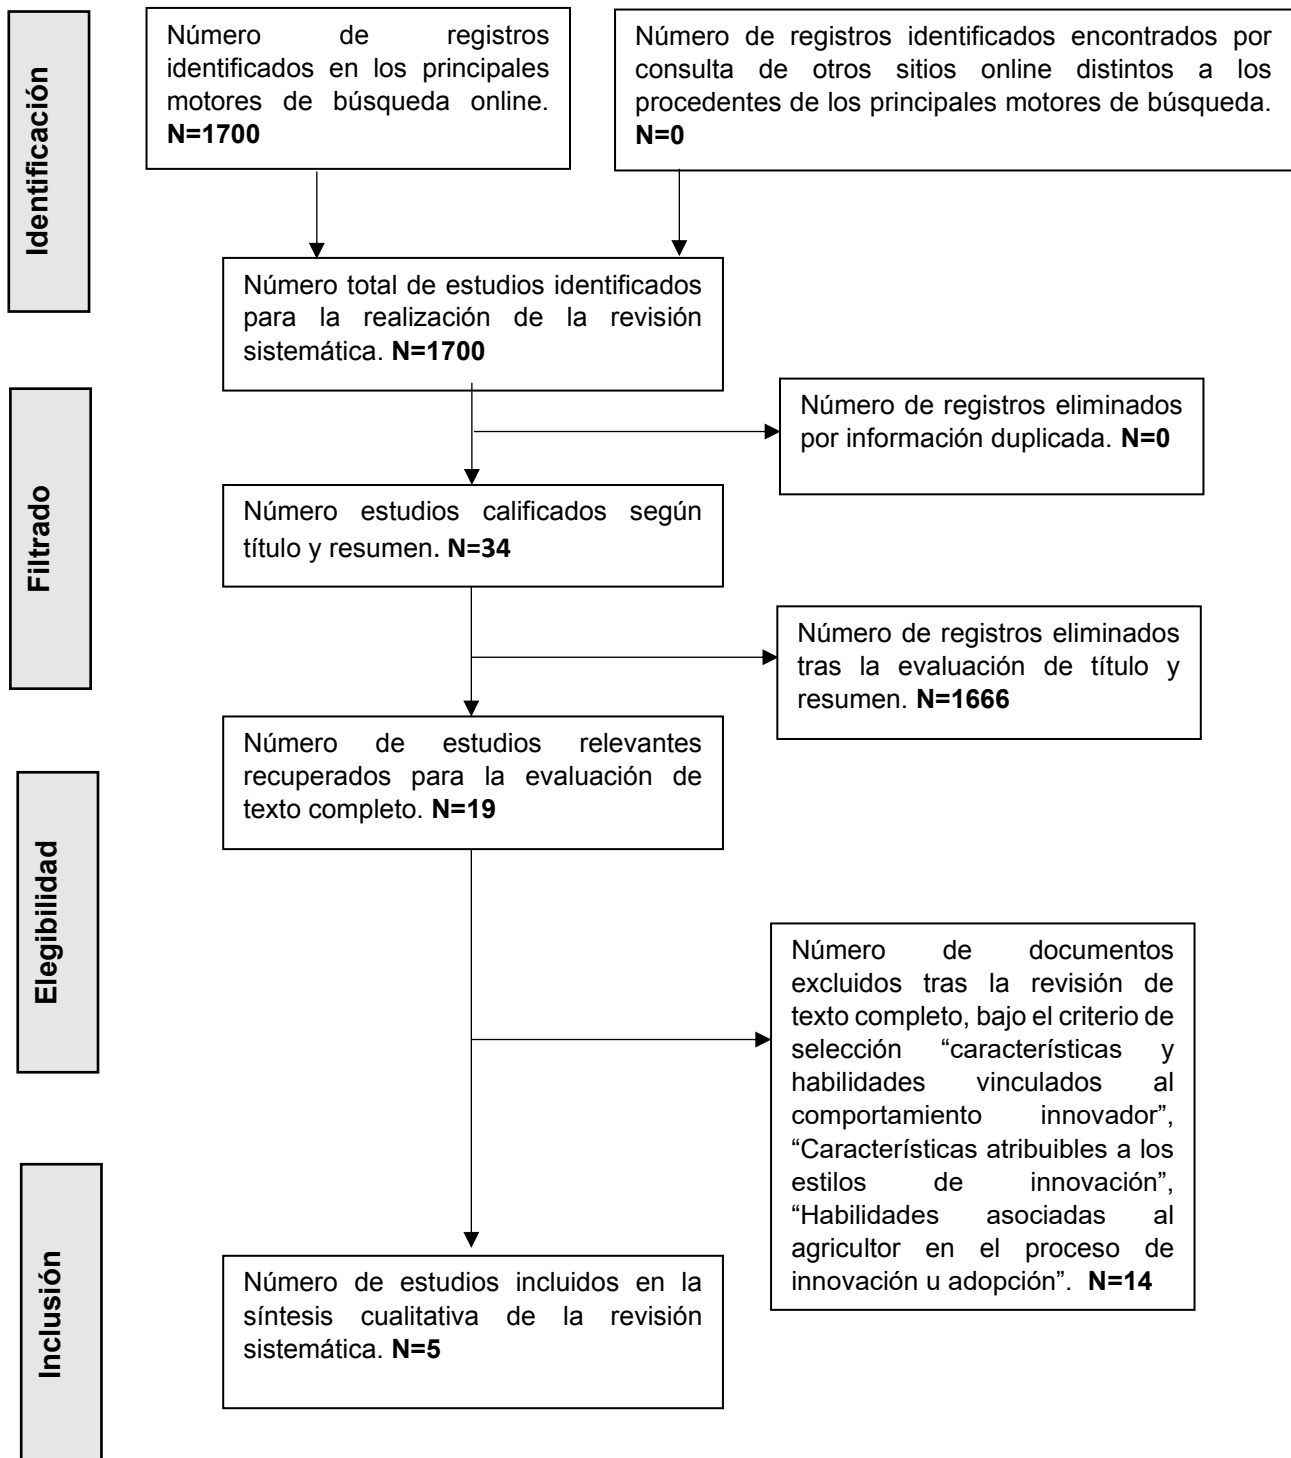 Identificación
Número de registros
identificados en los principales
motores de búsqueda online.
N=1700
Número de registros identificados encontrados por
consulta de otros sitios online distintos a los
procedentes de los principales motores de búsqueda.
N=0
Número total de estudios identificados
para la realización de la revisión
sistemática. N=1700
Filtrado
Número de registros eliminados
por información duplicada. N=0
Número estudios calificados según
título y resumen. N=34
Número de registros eliminados
tras la evaluación de título y
resumen. N=1666
Número de estudios relevantes
recuperados para la evaluación de
texto completo. N=19
Elegibilidad
Número de documentos
excluidos tras la revisión de
texto completo, bajo el criterio de
selección “características y
habilidades vinculados al
comportamiento innovador”,
“Características atribuibles a los
estilos de innovación”,
“Habilidades asociadas al
agricultor en el proceso de
innovación u adopción”. N=14
Inclusión
Número de estudios incluidos en la
síntesis cualitativa de la revisión
sistemática. N=5